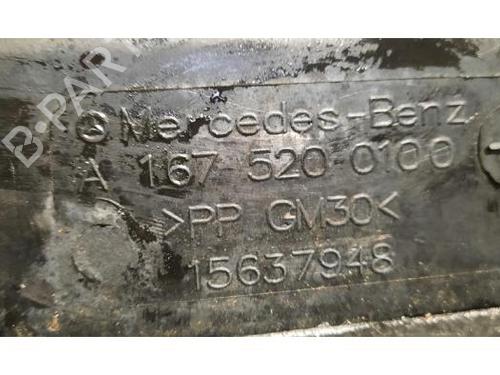 B-PARTS
Mercedes-Benz
A 167 520 0100
>PP GM30<
15637948